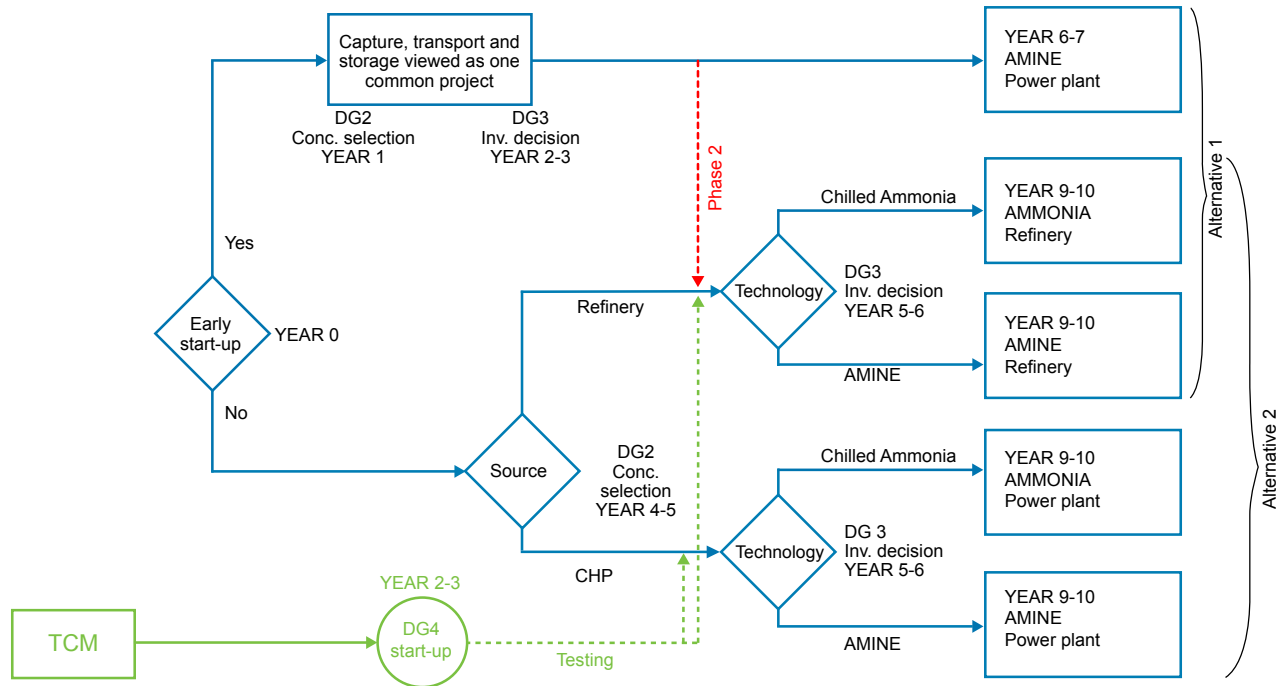 Capture, transport and
storage viewed as one
common project
DG2
Conc. selection
YEAR 1
DG3
Inv. decision
YEAR 2-3
YEAR 6-7
AMINE
Power plant
Phase 2
Chilled Ammonia
YEAR 9-10
AMMONIA
Refinery
Alternative 1
Yes
Early
start-up
YEAR 0
Refinery
Technology
DG3
Inv. decision
YEAR 5-6
YEAR 9-10
AMINE
Refinery
AMINE
No
Alternative 2
Source
DG2
Conc.
selection
YEAR 4-5
Chilled Ammonia
YEAR 9-10
AMMONIA
Power plant
CHP
Technology
DG 3
Inv. decision
YEAR 5-6
YEAR 2-3
TCM
DG4
start-up
Testing
AMINE
YEAR 9-10
AMINE
Power plant